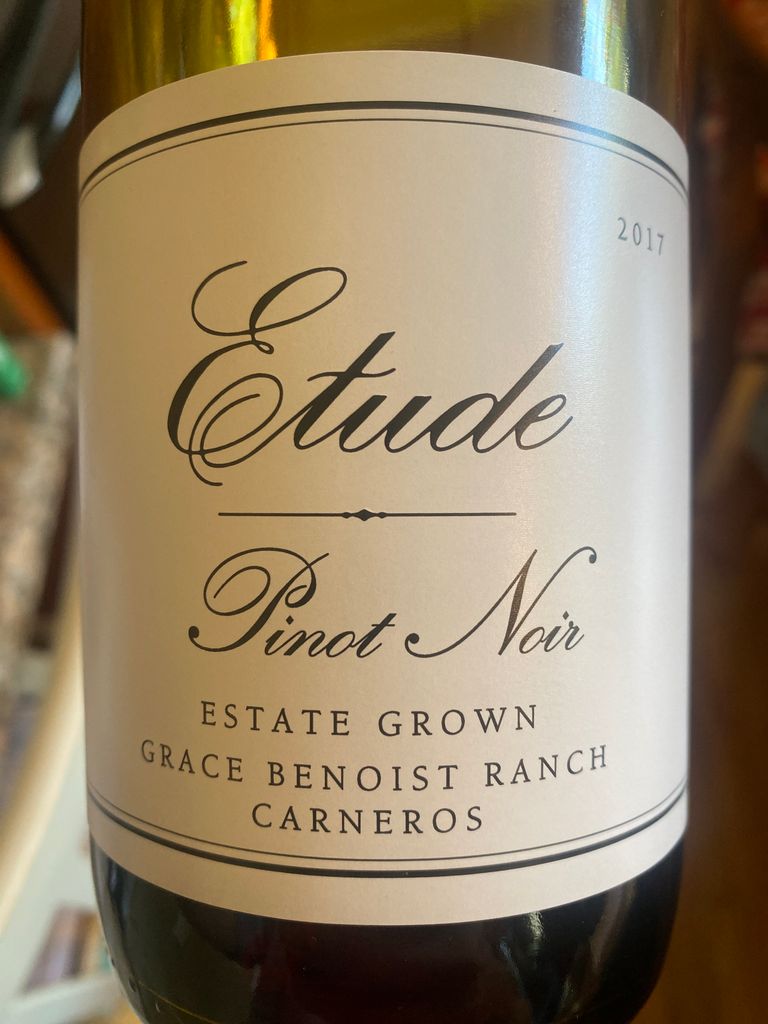 2017
Etude
Pinot Noir
ESTATE GROWN
GRACE BENOIST RANCH
CARNEROS